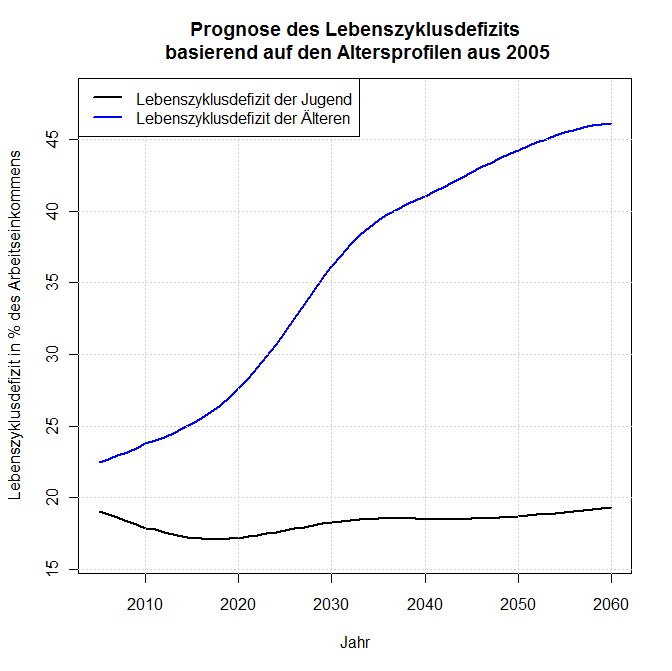 Prognose des Lebenszyklusdefizits
basierend auf den Altersprofilen aus 2005
Lebenszyklusdefizit der Jugend
Lebenszyklusdefizit der Älteren
Lebenszyklusdefizit in % des Arbeitseinkommens
45
40
35
30
25
20
15
2010 2020 2030 2040 2050 2060
Jahr